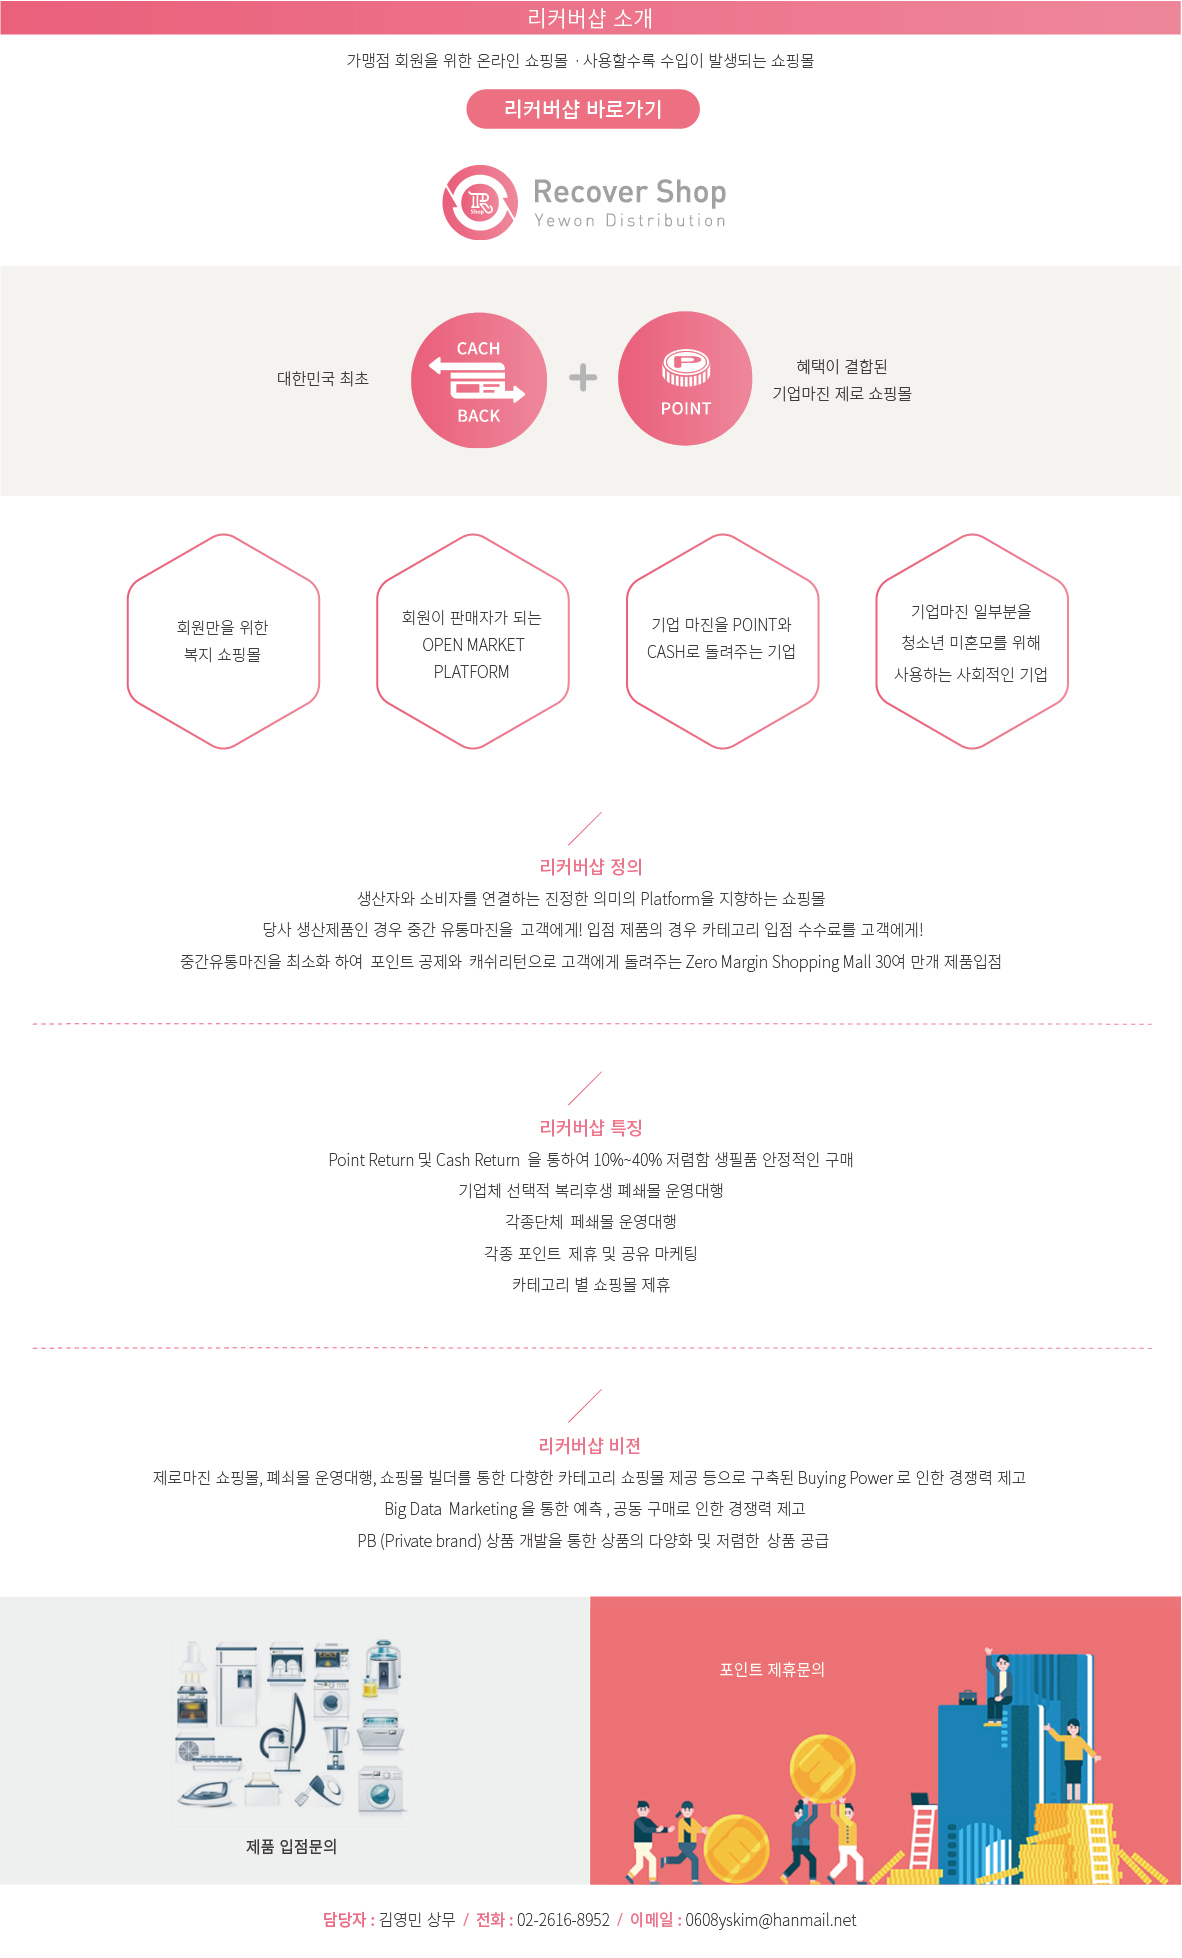 리커버샵 소개
가맹점 회원을 위한 온라인 쇼핑몰 · 사용할수록 수입이 발생되는 쇼핑몰
리커버샵 바로가기
R
Shop
Recover Shop
Yewon Distribution
대한민국 최초
CACH
BACK
+
P
POINT
혜택이 결합된
기업마진 제로 쇼핑몰
회원만을 위한
복지 쇼핑몰
회원이 판매자가 되는
OPEN MARKET
PLATFORM
기업 마진을 POINT와
CASH로 돌려주는 기업
기업마진 일부분을
청소년 미혼모를 위해
사용하는 사회적인 기업
리커버샵 정의
생산자와 소비자를 연결하는 진정한 의미의 Platform을 지향하는 쇼핑몰
당사 생산제품인 경우 중간 유통마진을 고객에게! 입점 제품의 경우 카테고리 입점 수수료를 고객에게!
중간유통마진을 최소화 하여 포인트 공제와 캐쉬리턴으로 고객에게 돌려주는 Zero Margin Shopping Mall 30여 만개 제품입점
리커버샵 특징
Point Return 및 Cash Return 을 통하여 10%~40% 저렴함 생필품 안정적인 구매
기업체 선택적 복리후생 폐쇄몰 운영대행
각종단체 페쇄몰 운영대행
각종 포인트 제휴 및 공유 마케팅
카테고리 별 쇼핑몰 제휴
리커버샵 비젼
제로마진 쇼핑몰, 폐쇠몰 운영대행, 쇼핑몰 빌더를 통한 다향한 카테고리 쇼핑몰 제공 등으로 구축된 Buying Power 로 인한 경쟁력 제고
Big Data Marketing 을 통한 예측 , 공동 구매로 인한 경쟁력 제고
PB (Private brand) 상품 개발을 통한 상품의 다양화 및 저렴한 상품 공급
포인트 제휴문의
제품 입점문의
담당자 : 김영민 상무 / 전화 : 02-2616-8952 / 이메일 : 0608yskim@hanmail.net